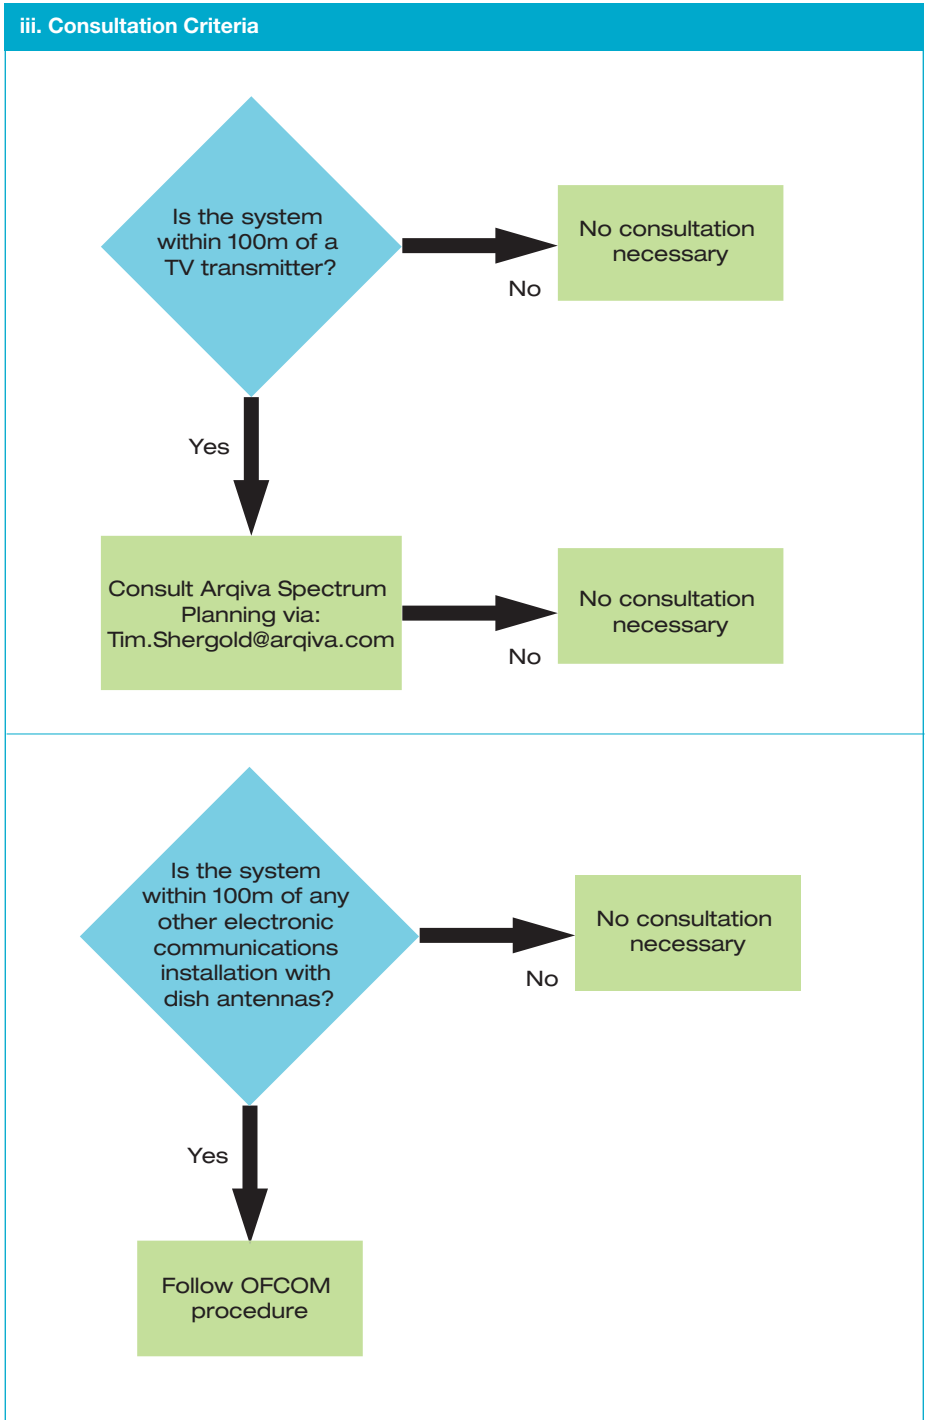 iii. Consultation Criteria
Is the system
within 100m of a
TV transmitter?
No consultation
necessary
No
Yes
Consult Arqiva Spectrum
Planning via:
Tim.Shergold@arqiva.com
No consultation
necessary
No
Is the system
within 100m of any
other electronic
communications
installation with
dish antennas?
No consultation
necessary
No
Yes
Follow OFCOM
procedure